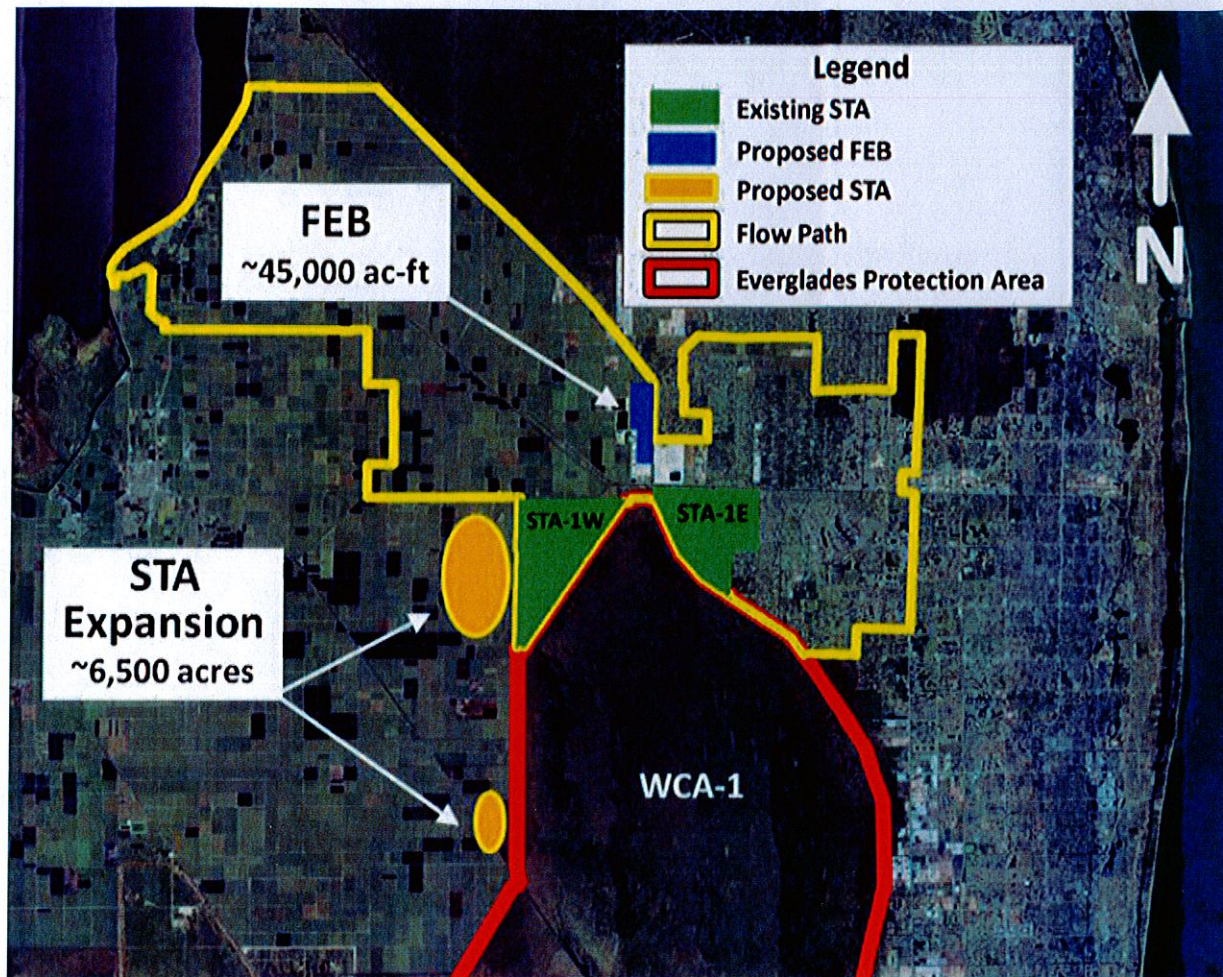 Legend
Existing STA
Proposed FEB
Proposed STA
Flow Path
Everglades Protection Area
N
FEB
~45,000 ac-ft
STA-1W
STA-1E
STA
Expansion
~6,500 acres
WCA-1